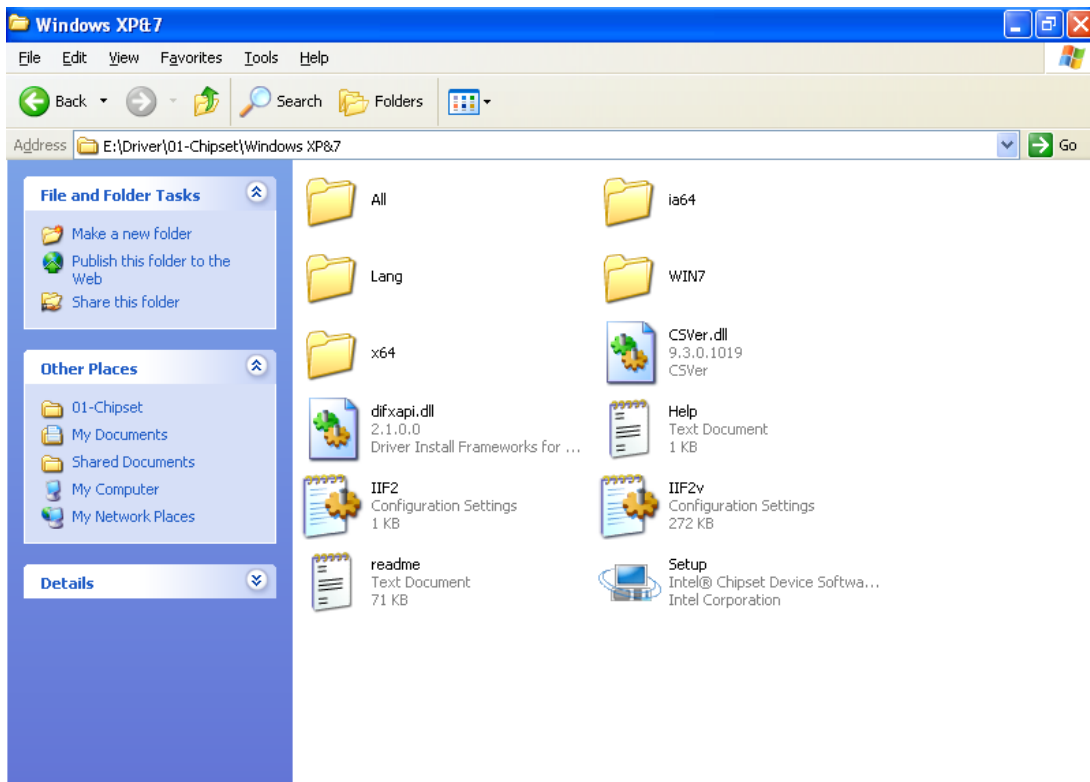 Windows XP&7
File Edit View Favorites Tools Help
Back Search Folders
Address E:\Driver\01-Chipset\Windows XP&7 Go
File and Folder Tasks
Make a new folder
Publish this folder to the
Web
Share this folder
Other Places
01-Chipset
My Documents
Shared Documents
My Computer
My Network Places
Details
All
ia64
Lang
WIN7
x64
CSVer.dll
9.3.0.1019
CSVer
difxapi.dll
2.1.0.0
Driver Install Frameworks for ...
Help
Text Document
1 KB
IIF2
Configuration Settings
1 KB
IIF2v
Configuration Settings
272 KB
readme
Text Document
71 KB
Setup
Intel® Chipset Device Softwa...
Intel Corporation